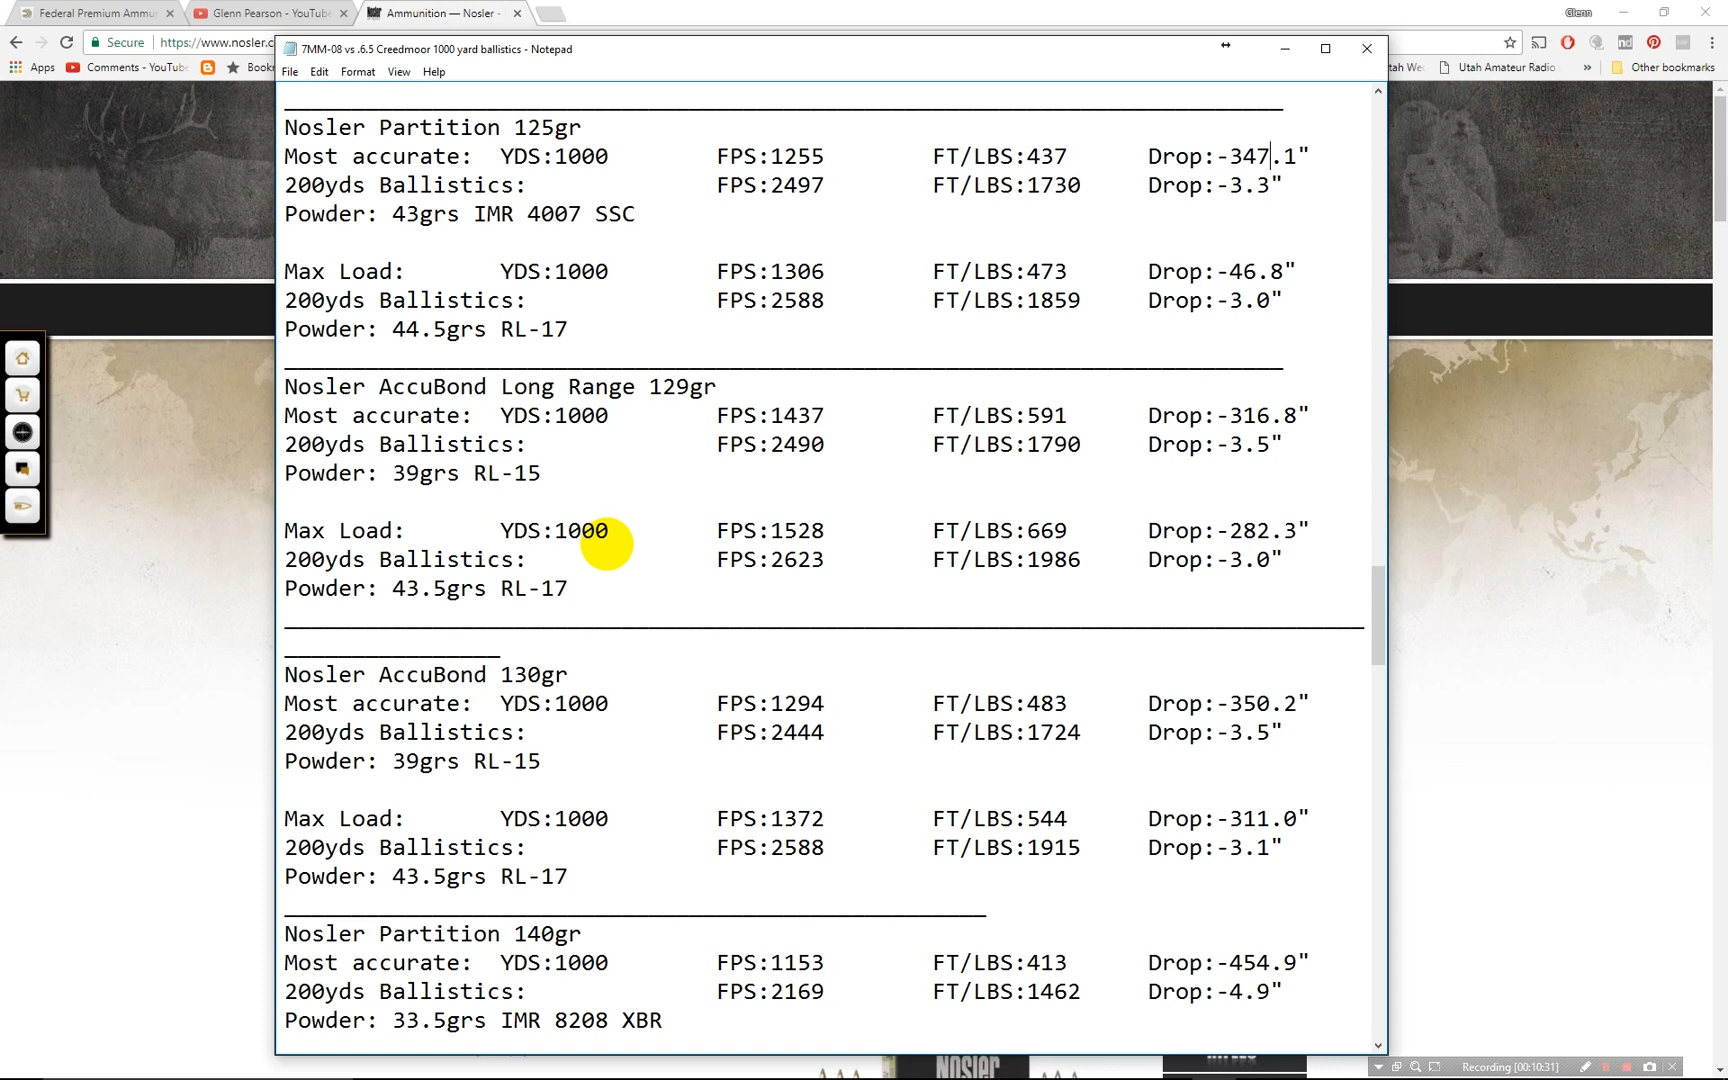 Federal Premium Ammu
Glenn Pearson - YouTub
Ammunition — Nosler -
Glenn
Secure
https://www.nosler.c
Apps
Comments - YouTub
Book
tah We
Utah Amateur Radio
»
Other bookmarks
7MM-08 vs .6.5 Creedmoor 1000 yard ballistics - Notepad
File Edit Format View Help
Nosler Partition 125gr
Most accurate: YDS:1000 FPS:1255 FT/LBS:437 Drop:-347.1"
200yds Ballistics: FPS:2497 FT/LBS:1730 Drop:-3.3"
Powder: 43grs IMR 4007 SSC
Max Load: YDS:1000 FPS:1306 FT/LBS:473 Drop:-46.8"
200yds Ballistics: FPS:2588 FT/LBS:1859 Drop:-3.0"
Powder: 44.5grs RL-17
Nosler AccuBond Long Range 129gr
Most accurate: YDS:1000 FPS:1437 FT/LBS:591 Drop:-316.8"
200yds Ballistics: FPS:2490 FT/LBS:1790 Drop:-3.5"
Powder: 39grs RL-15
Max Load: YDS:1000 FPS:1528 FT/LBS:669 Drop:-282.3"
200yds Ballistics: FPS:2623 FT/LBS:1986 Drop:-3.0"
Powder: 43.5grs RL-17
Nosler AccuBond 130gr
Most accurate: YDS:1000 FPS:1294 FT/LBS:483 Drop:-350.2"
200yds Ballistics: FPS:2444 FT/LBS:1724 Drop:-3.5"
Powder: 39grs RL-15
Max Load: YDS:1000 FPS:1372 FT/LBS:544 Drop:-311.0"
200yds Ballistics: FPS:2588 FT/LBS:1915 Drop:-3.1"
Powder: 43.5grs RL-17
Nosler Partition 140gr
Most accurate: YDS:1000 FPS:1153 FT/LBS:413 Drop:-454.9"
200yds Ballistics: FPS:2169 FT/LBS:1462 Drop:-4.9"
Powder: 33.5grs IMR 8208 XBR
Nosler
Recording [00:10:31]